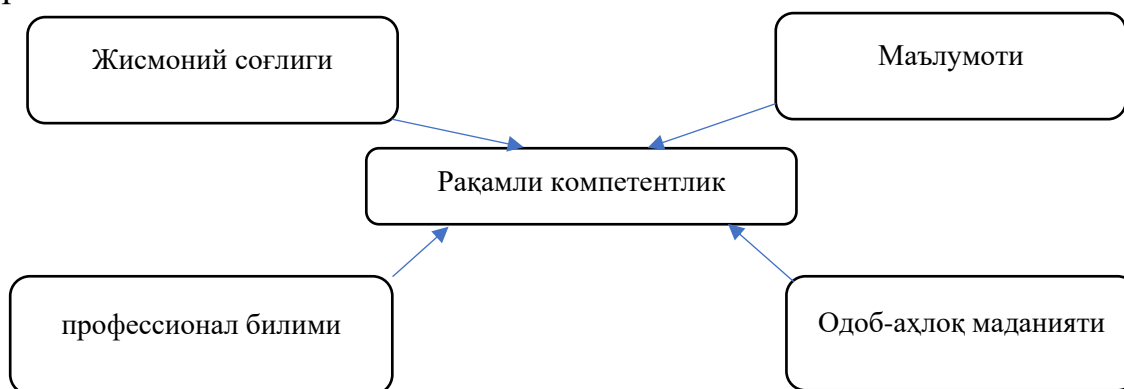 Жисмоний соғлиги
Маълумоти
Рақамли компетентлик
профессионал билими
Одоб-аҳлоқ маданияти